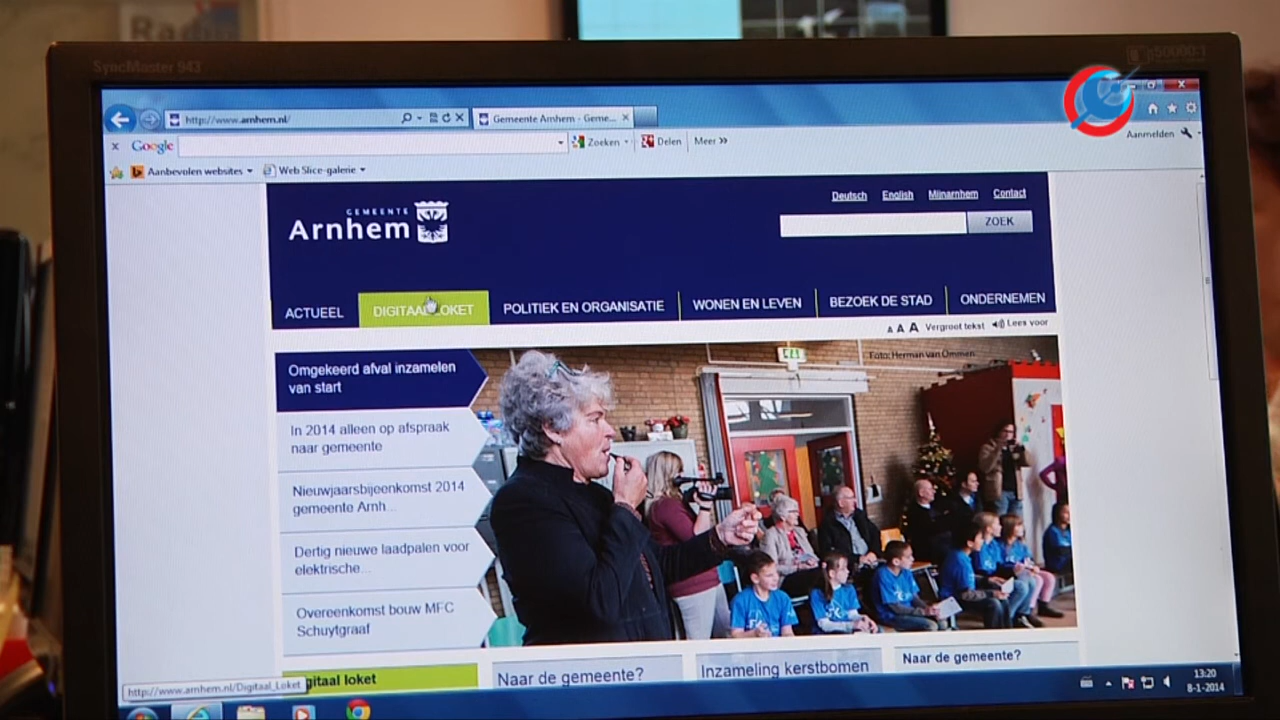 SyncMaster 943
http://www.arnhem.nl/
Gemeente Arnhem - Geme...
Google
Zoeken
Delen
Meer »
Aanmelden
Aanbevolen websites
Web Slice-galerie
Deutsch English Mijnarnhem Contact
GEMEENTE
Arnhem
ZOEK
ACTUEEL DIGITAAL LOKET POLITIEK EN ORGANISATIE WONEN EN LEVEN BEZOEK DE STAD ONDERNEMEN
A A A Vergroot tekst Lees voor
Foto: Herman van Ommen
Omgekeerd afval inzamelen
van start
In 2014 alleen op afspraak
naar gemeente
Nieuwjaarsbijeenkomst 2014
gemeente Arnh...
Dertig nieuwe laadpalen voor
elektrische...
Overeenkomst bouw MFC
Schuytgraaf
gitaal loket
Naar de gemeente?
Inzameling kerstbomen
Naar de gemeente?
http://www.arnhem.nl/Digitaal_Loket
13:20
8-1-2014